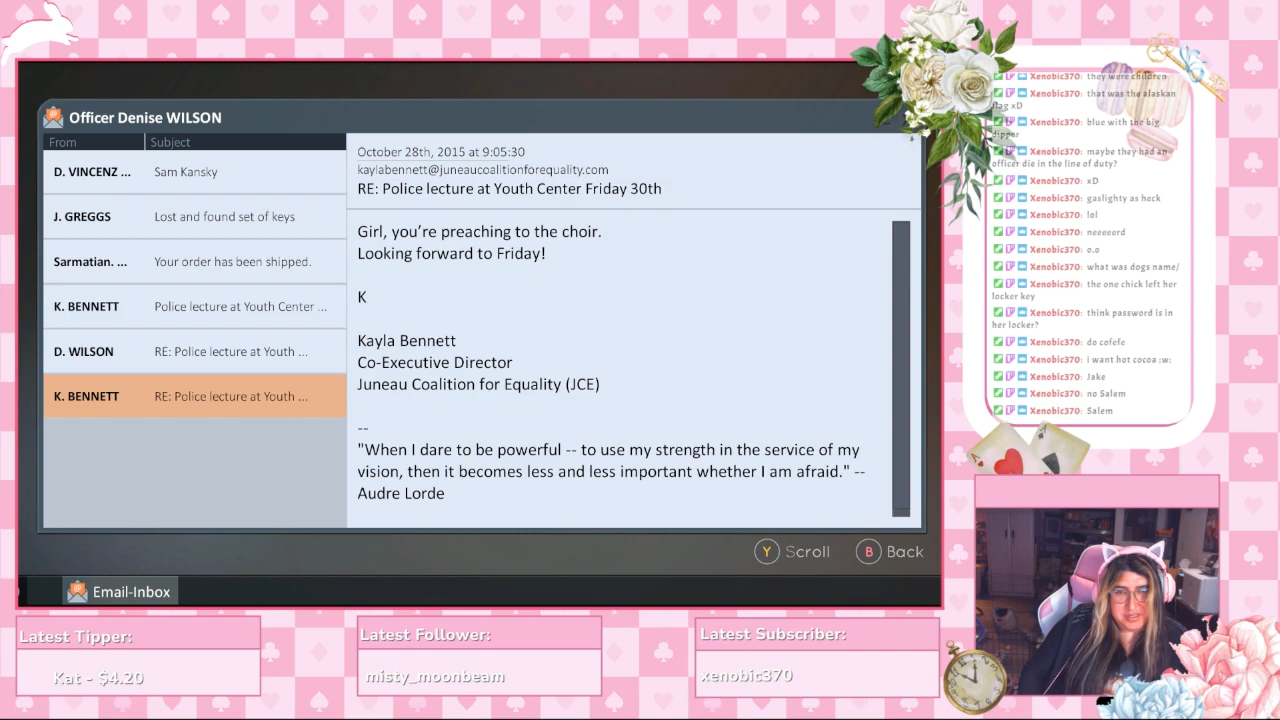 Officer Denise WILSON
From Subject
D. VINCENZ ... Sam Kansky
J. GREGGS Lost and found set of keys
Sarmatian. ... Your order has been shippe...
K. BENNETT Police lecture at Youth Cent...
D. WILSON RE: Police lecture at Youth ...
K. BENNETT RE: Police lecture at Youth ...
October 28th, 2015 at 9:05:30
kaylabennett@juneaucoalitionforequality.com
RE: Police lecture at Youth Center Friday 30th
Girl, you're preaching to the choir.
Looking forward to Friday!
K
Kayla Bennett
Co-Executive Director
Juneau Coalition for Equality (JCE)
--
"When I dare to be powerful -- to use my strength in the service of my
vision, then it becomes less and less important whether I am afraid." --
Audre Lorde
Y Scroll B Back
Email-Inbox
Xenobic370: they were children
Xenobic370: that was the alaskan
flag xD
Xenobic370: blue with the big
dipper
Xenobic370: maybe they had an
officer die in the line of duty?
Xenobic370: xD
Xenobic370: gaslighty as heck
Xenobic370: lol
Xenobic370: neeeeerd
Xenobic370: o.o
Xenobic370: what was dogs name/
Xenobic370: the one chick left her
locker key
Xenobic370: think password is in
her locker?
Xenobic370: do cofefe
Xenobic370: i want hot cocoa ;w;
Xenobic370: Jake
Xenobic370: no Salem
Xenobic370: Salem
Latest Tipper:
Kat - $4.20
Latest Follower:
misty_moonbeam
Latest Subscriber:
xenobic370